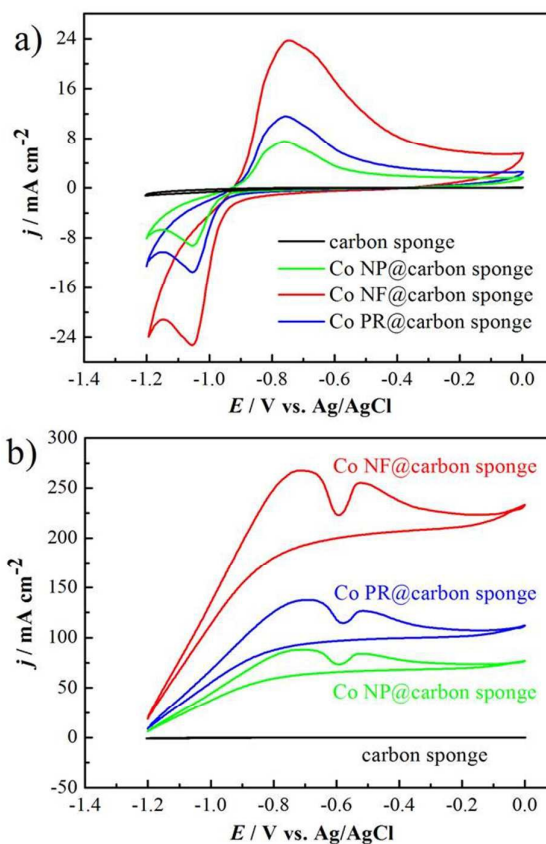 a)
24
16
8
0
-8
-16
-24
j / mA cm-2
carbon sponge
Co NP@carbon sponge
Co NF@carbon sponge
Co PR@carbon sponge
-1.4 -1.2 -1.0 -0.8 -0.6 -0.4 -0.2 0.0
E / V vs. Ag/AgCl
b)
300
250
200
150
100
50
0
-50
j / mA cm-2
Co NF@carbon sponge
Co PR@carbon sponge
Co NP@carbon sponge
carbon sponge
-1.4 -1.2 -1.0 -0.8 -0.6 -0.4 -0.2 0.0
E / V vs. Ag/AgCl